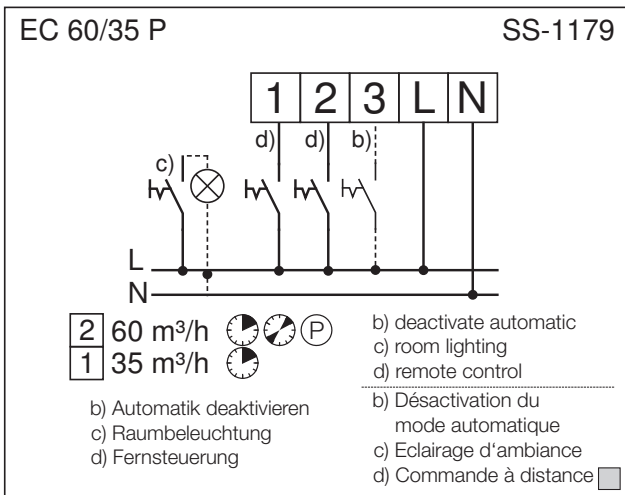 EC 60/35 P SS-1179
1 2 3 L N
d) d) b)
c)
L
N
2 60 m³/h P
1 35 m³/h
b) Automatik deaktivieren
c) Raumbeleuchtung
d) Fernsteuerung
b) deactivate automatic
c) room lighting
d) remote control
b) Désactivation du
mode automatique
c) Eclairage d'ambiance
d) Commande à distance